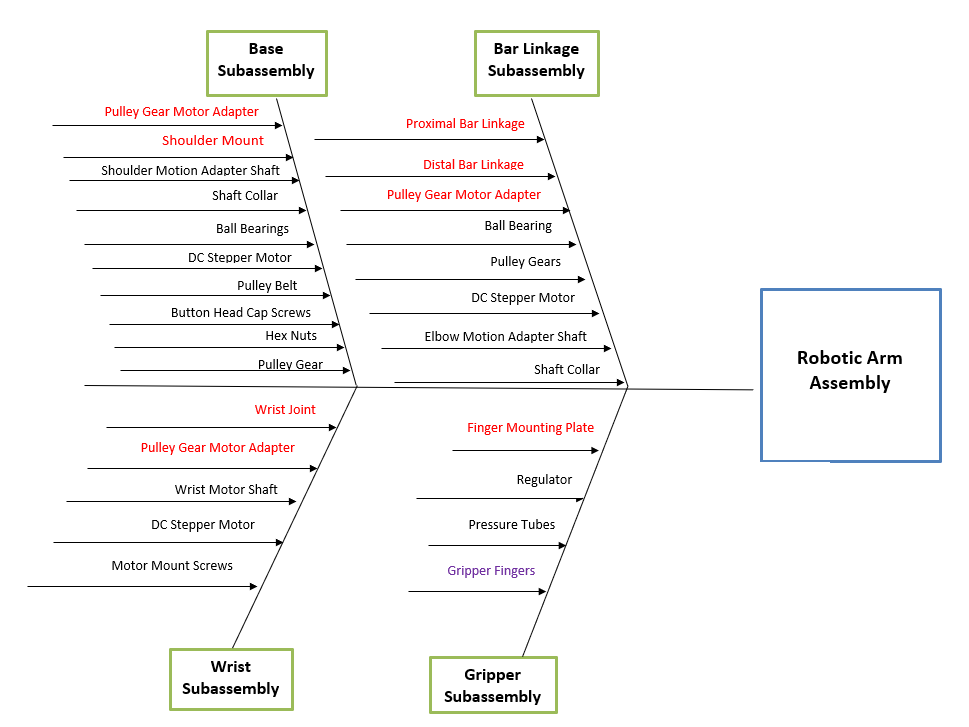 Base
Subassembly
Pulley Gear Motor Adapter
Shoulder Mount
Shoulder Motion Adapter Shaft
Shaft Collar
Ball Bearings
DC Stepper Motor
Pulley Belt
Button Head Cap Screws
Hex Nuts
Pulley Gear
Bar Linkage
Subassembly
Proximal Bar Linkage
Distal Bar Linkage
Pulley Gear Motor Adapter
Ball Bearing
Pulley Gears
DC Stepper Motor
Elbow Motion Adapter Shaft
Shaft Collar
Robotic Arm
Assembly
Wrist Joint
Pulley Gear Motor Adapter
Wrist Motor Shaft
DC Stepper Motor
Motor Mount Screws
Wrist
Subassembly
Finger Mounting Plate
Regulator
Pressure Tubes
Gripper Fingers
Gripper
Subassembly